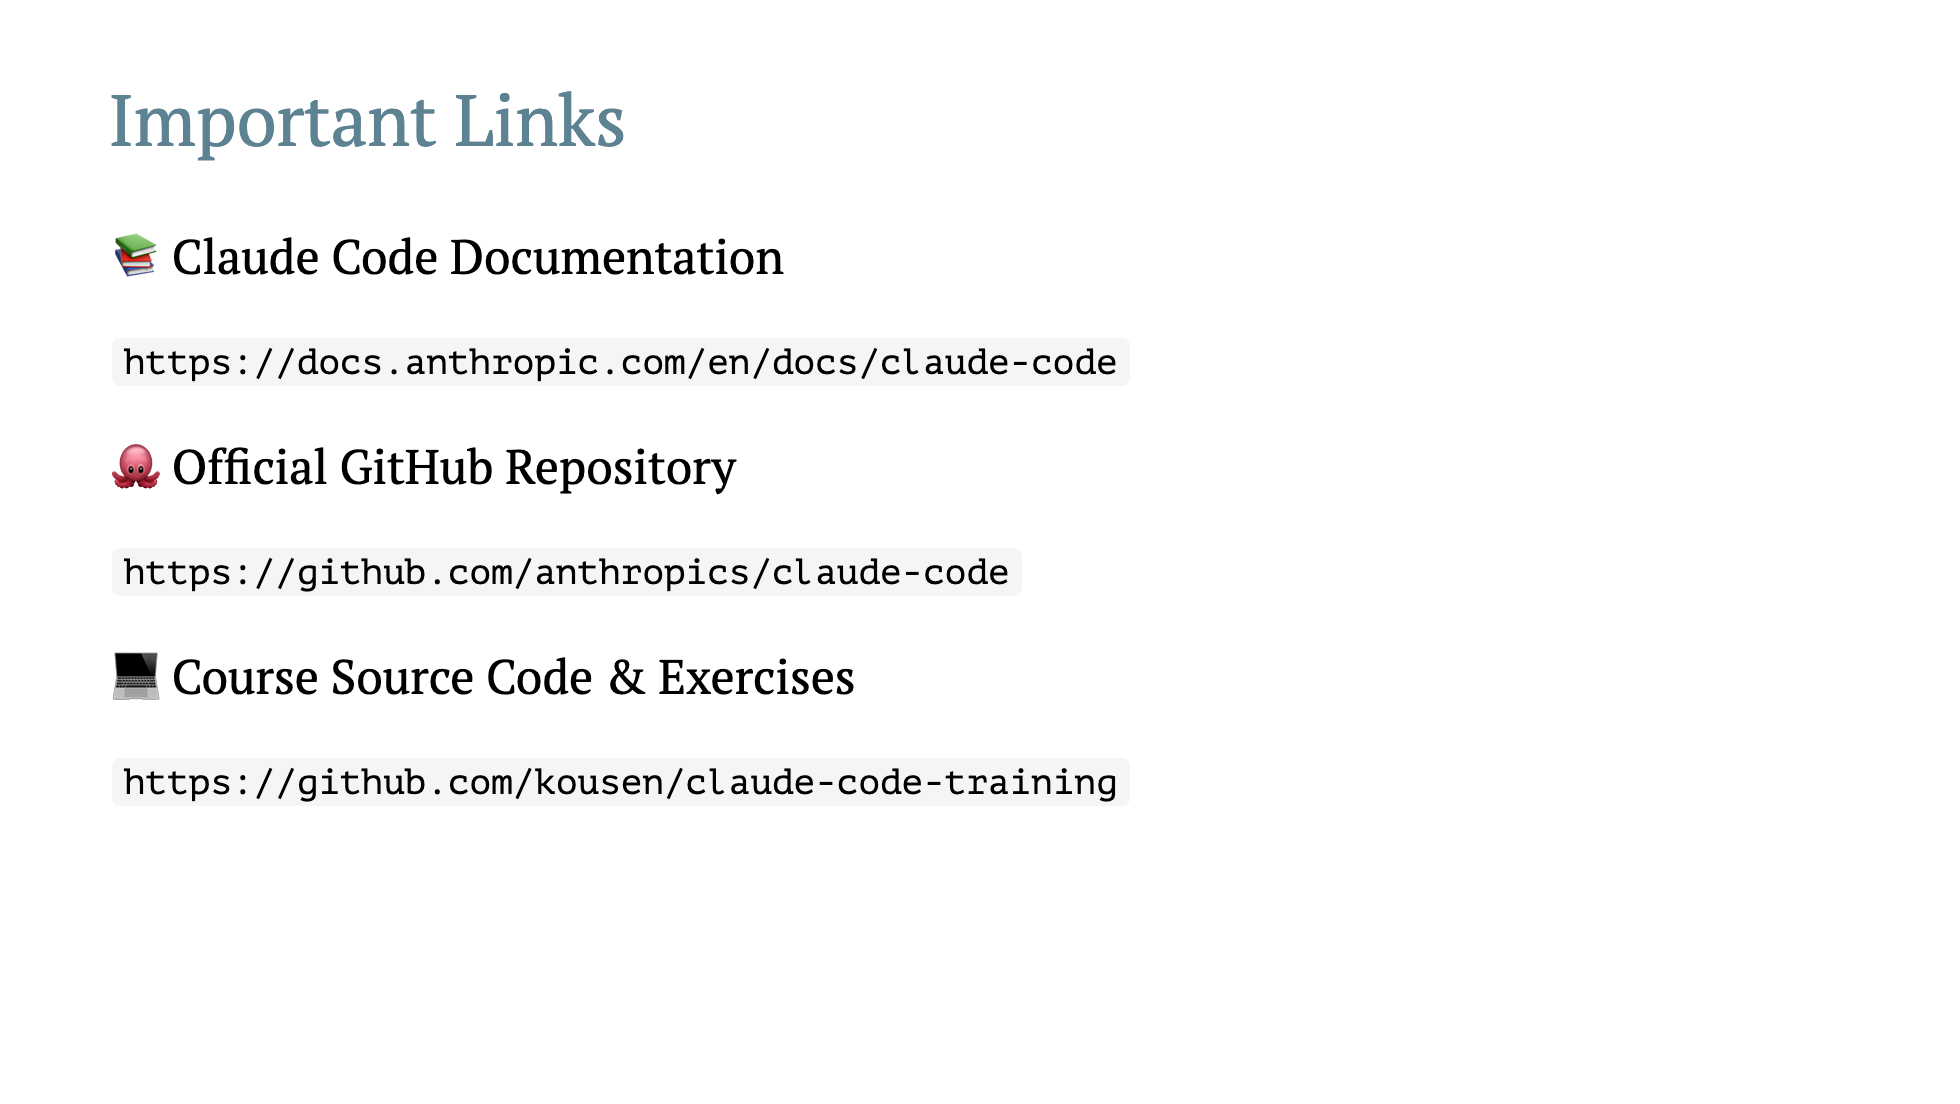 Important Links
📚 Claude Code Documentation
https://docs.anthropic.com/en/docs/claude-code
🐙 Official GitHub Repository
https://github.com/anthropics/claude-code
💻 Course Source Code & Exercises
https://github.com/kousen/claude-code-training